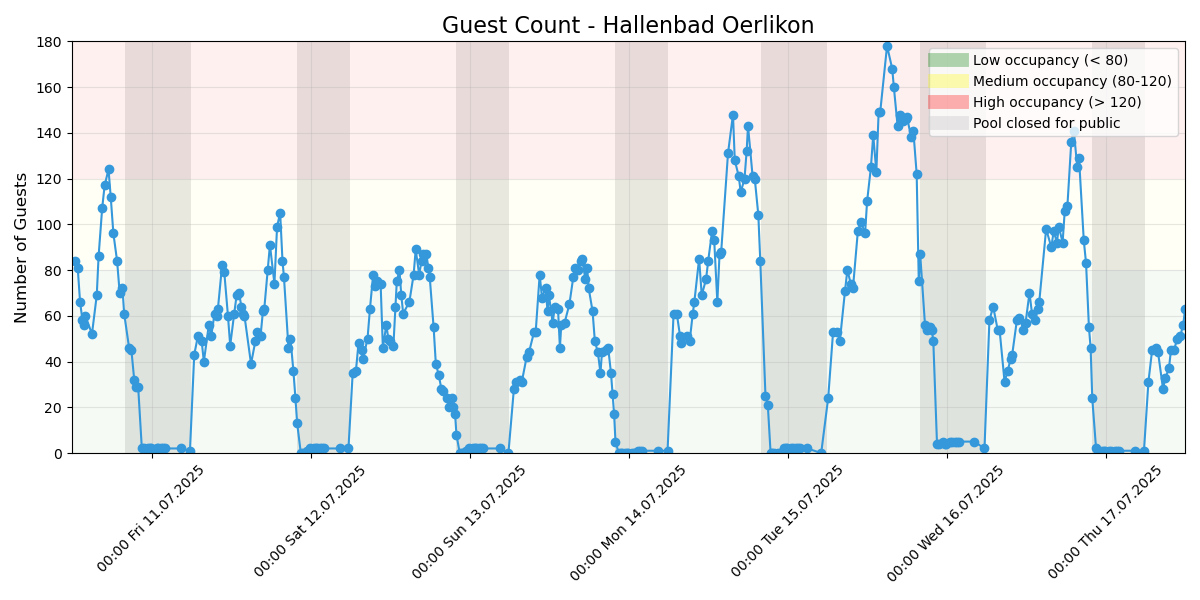 Guest Count - Hallenbad Oerlikon
Number of Guests
180
160
140
120
100
80
60
40
20
0
Low occupancy (< 80)
Medium occupancy (80-120)
High occupancy (> 120)
Pool closed for public
00:00 Fri 11.07.2025
00:00 Sat 12.07.2025
00:00 Sun 13.07.2025
00:00 Mon 14.07.2025
00:00 Tue 15.07.2025
00:00 Wed 16.07.2025
00:00 Thu 17.07.2025